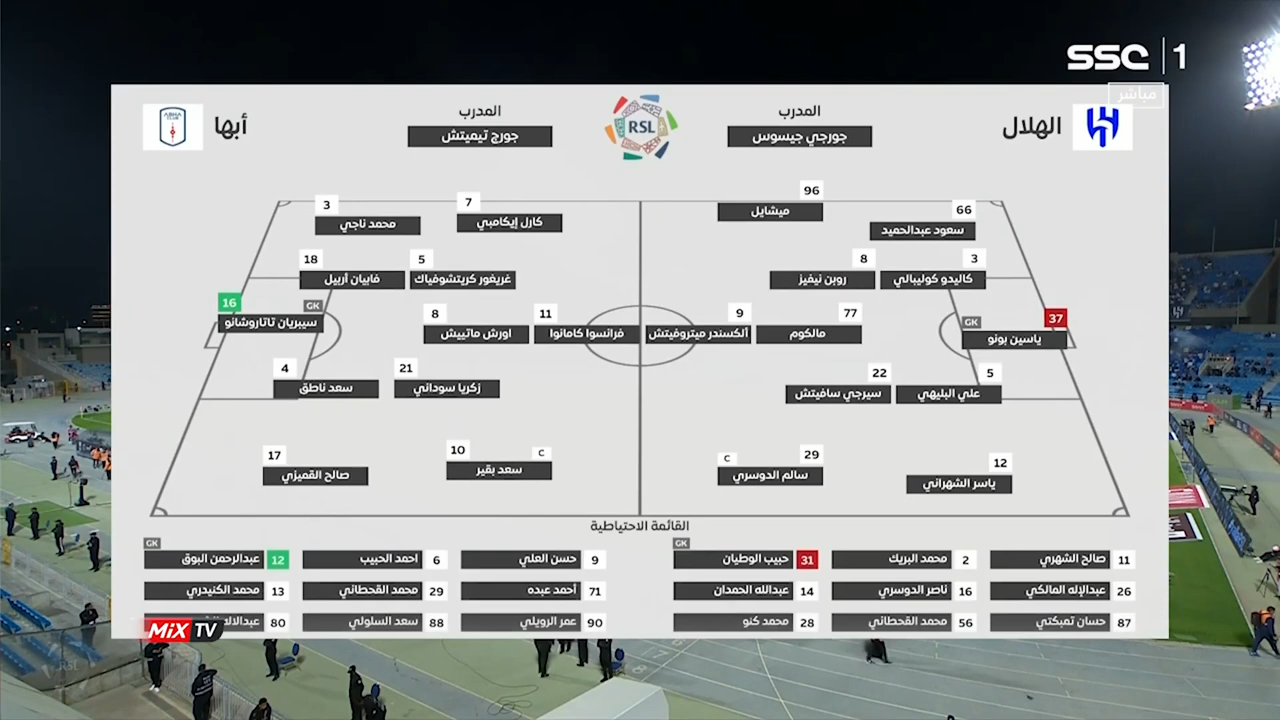 SSC 1
مباشر
الهلال
المدرب
جورجي جيسوس
RSL
المدرب
جورج تيميتش
أبها
ABHA CLUB
96
ميشايل
66
سعود عبدالحميد
8
روبن نيفيز
3
كاليدو كوليبالي
9
ألكسندر ميتروفيتش
77
مالكوم
37
GK
ياسين بونو
22
سيرجي سافيتش
5
علي البليهي
C 29
سالم الدوسري
12
ياسر الشهراني
3
محمد ناجي
7
كارل إيكامبي
18
فابيان أربيل
5
غريغور كريتشوفياك
16
GK
سيبريان تاتاروشانو
8
اورش ماتييش
11
فرانسوا كامانوا
4
سعد ناطق
21
زكريا سوداني
17
صالح القميزي
10 C
سعد بقير
القائمة الاحتياطية
GK
31 حبيب الوطيان
2 محمد البريك
11 صالح الشهري
14 عبدالله الحمدان
16 ناصر الدوسري
26 عبدالإله المالكي
28 محمد كنو
56 محمد القحطاني
87 حسان تمبكتي
GK
12 عبدالرحمن البوق
6 احمد الحبيب
9 حسن العلي
13 محمد الكنيدري
29 محمد القحطاني
71 أحمد عبده
80
88 سعد السلولي
90 عمر الرويلي
MiX TV